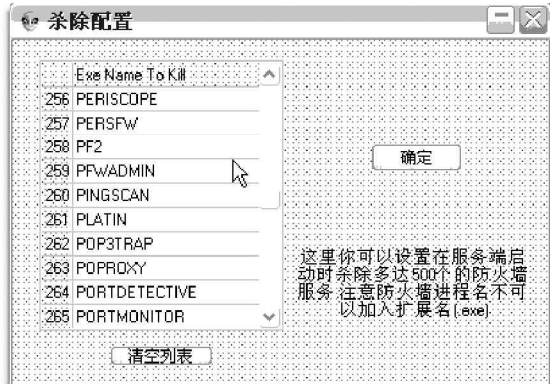 杀除配置
Exe Name To Kill
256 PERISCOPE
257 PERSFW
258 PF2
259 PFWADMIN
260 PINGSCAN
261 PLATIN
262 POP3TRAP
263 POPROXY
264 PORTDETECTIVE
265 PORTMONITOR
清空列表
确定
这里你可以设置在服务端启
动时杀除多达500个的防火墙
服务 注意防火墙进程名不可
以加入扩展名(.exe)